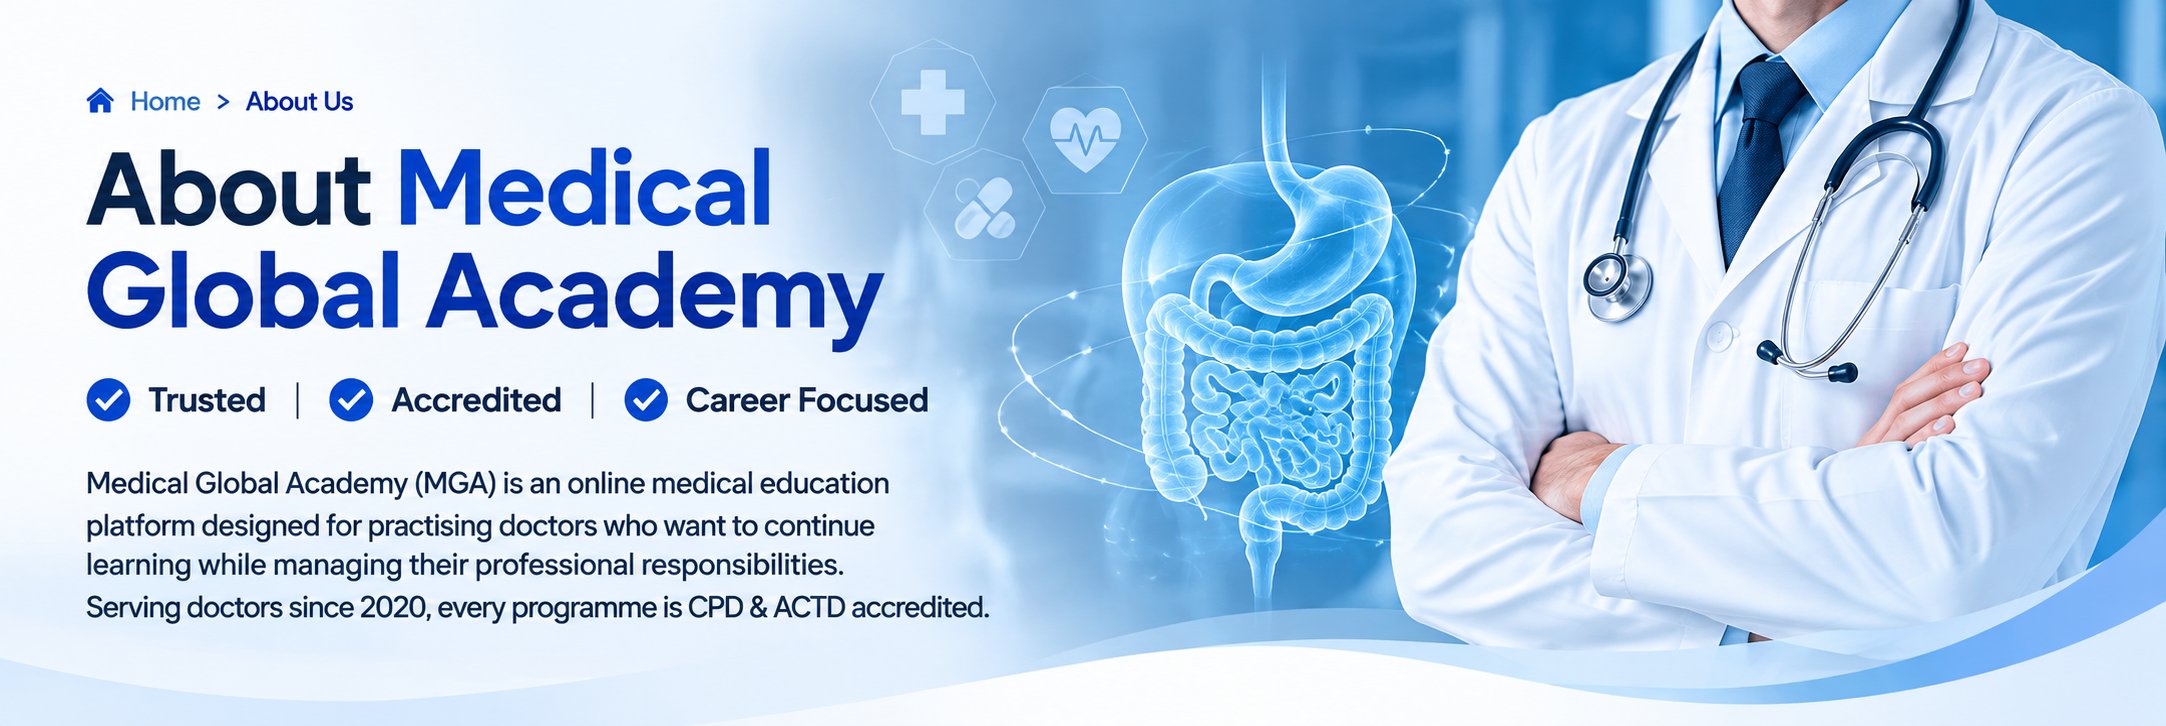 Home > About Us
About Medical
Global Academy
Trusted | Accredited | Career Focused
Medical Global Academy (MGA) is an online medical education
platform designed for practising doctors who want to continue
learning while managing their professional responsibilities.
Serving doctors since 2020, every programme is CPD & ACTD accredited.